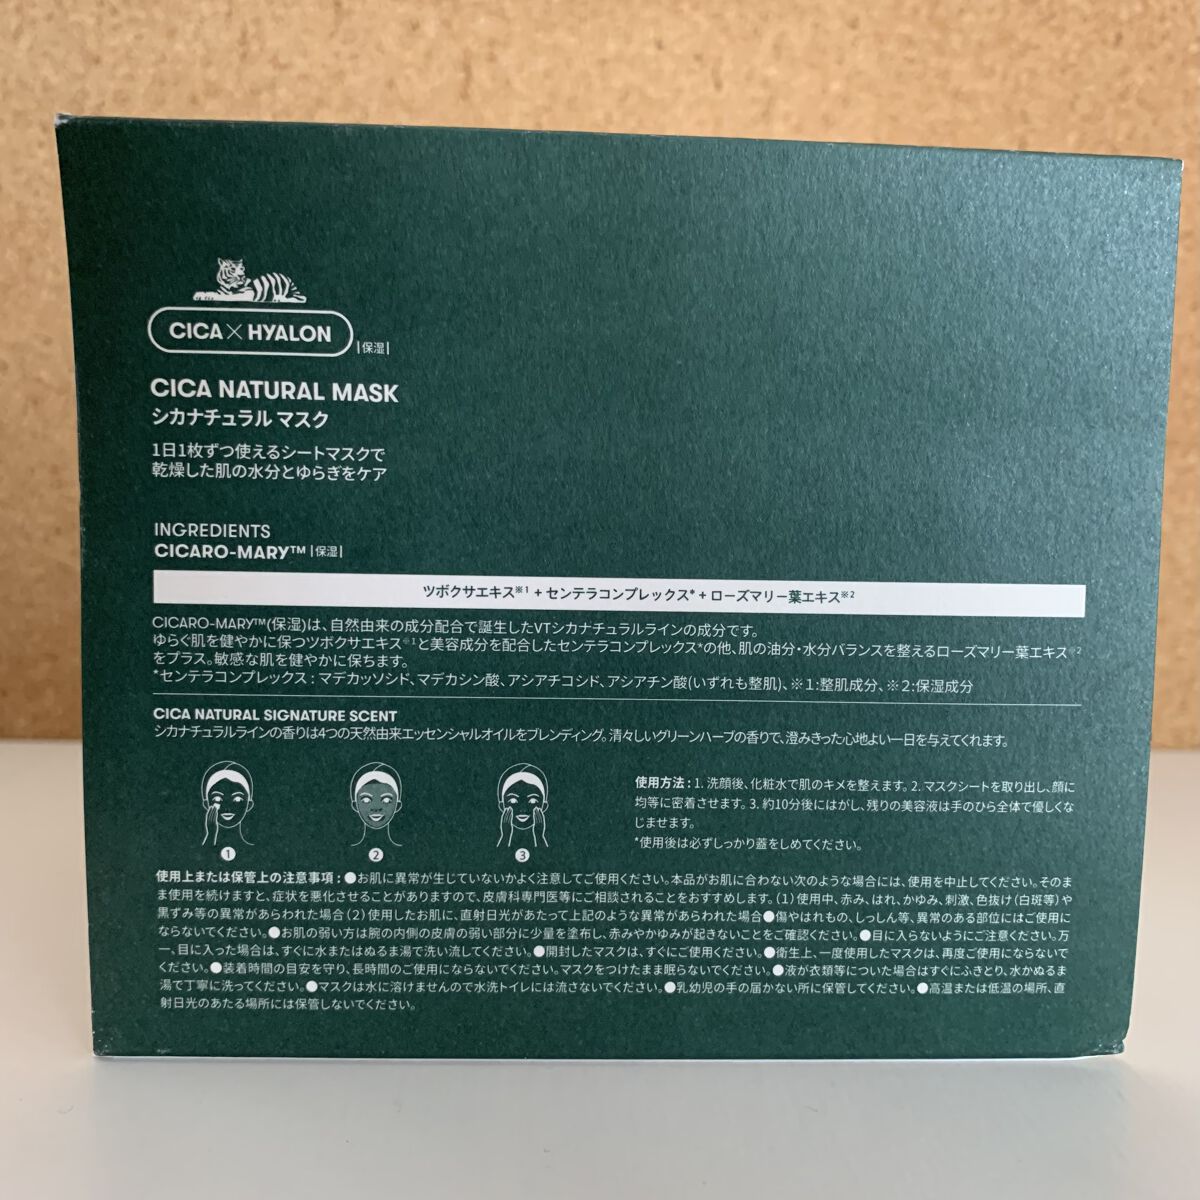 CICA×HYALON
|保湿|
CICA NATURAL MASK
シカナチュラル マスク
1日1枚ずつ使えるシートマスクで
乾燥した肌の水分とゆらぎをケア
INGREDIENTS
CICARO-MARY™ |保湿|
ツボクサエキス※1 + センテラコンプレックス* + ローズマリー葉エキス※2
CICARO-MARY™(保湿)は、自然由来の成分配合で誕生したVTシカナチュラルラインの成分です。
ゆらぐ肌を健やかに保つツボクサエキス※1と美容成分を配合したセンテラコンプレックス*の他、肌の油分・水分バランスを整えるローズマリー葉エキス※2
をプラス。敏感な肌を健やかに保ちます。
*センテラコンプレックス : マデカッソシド、マデカシン酸、アシアチコシド、アシアチン酸(いずれも整肌)、※1:整肌成分、※2:保湿成分
CICA NATURAL SIGNATURE SCENT
シカナチュラルラインの香りは4つの天然由来エッセンシャルオイルをブレンディング。清々しいグリーンハーブの香りで、澄みきった心地よい一日を与えてくれます。
1
2
3
使用方法 : 1. 洗顔後、化粧水で肌のキメを整えます。2. マスクシートを取り出し、顔に
均等に密着させます。3. 約10分後にはがし、残りの美容液は手のひら全体で優しくな
じませます。
*使用後は必ずしっかり蓋をしめてください。
使用上または保管上の注意事項 : ●お肌に異常が生じていないかよく注意してご使用ください。本品がお肌に合わない次のような場合には、使用を中止してください。そのま
ま使用を続けますと、症状を悪化させることがありますので、皮膚科専門医等にご相談されることをおすすめします。(1)使用中、赤み、はれ、かゆみ、刺激、色抜け(白斑等)や
黒ずみ等の異常があらわれた場合(2)使用したお肌に、直射日光があたって上記のような異常があらわれた場合●傷やはれもの、しっしん等、異常のある部位にはご使用に
ならないでください。●お肌の弱い方は腕の内側の皮膚の弱い部分に少量を塗布し、赤みやかゆみが起きないことをご確認ください。●目に入らないようにご注意ください。万
一、目に入った場合は、すぐに水またはぬるま湯で洗い流してください。●開封したマスクは、すぐにご使用ください。●衛生上、一度使用したマスクは、再度ご使用にならないで
ください。●装着時間の目安を守り、長時間のご使用にならないでください。マスクをつけたまま眠らないでください。●液が衣類等についた場合はすぐにふきとり、水かぬるま
湯で丁寧に洗ってください。●マスクは水に溶けませんので水洗トイレには流さないでください。●乳幼児の手の届かない所に保管してください。●高温または低温の場所、直
射日光のあたる場所には保管しないでください。